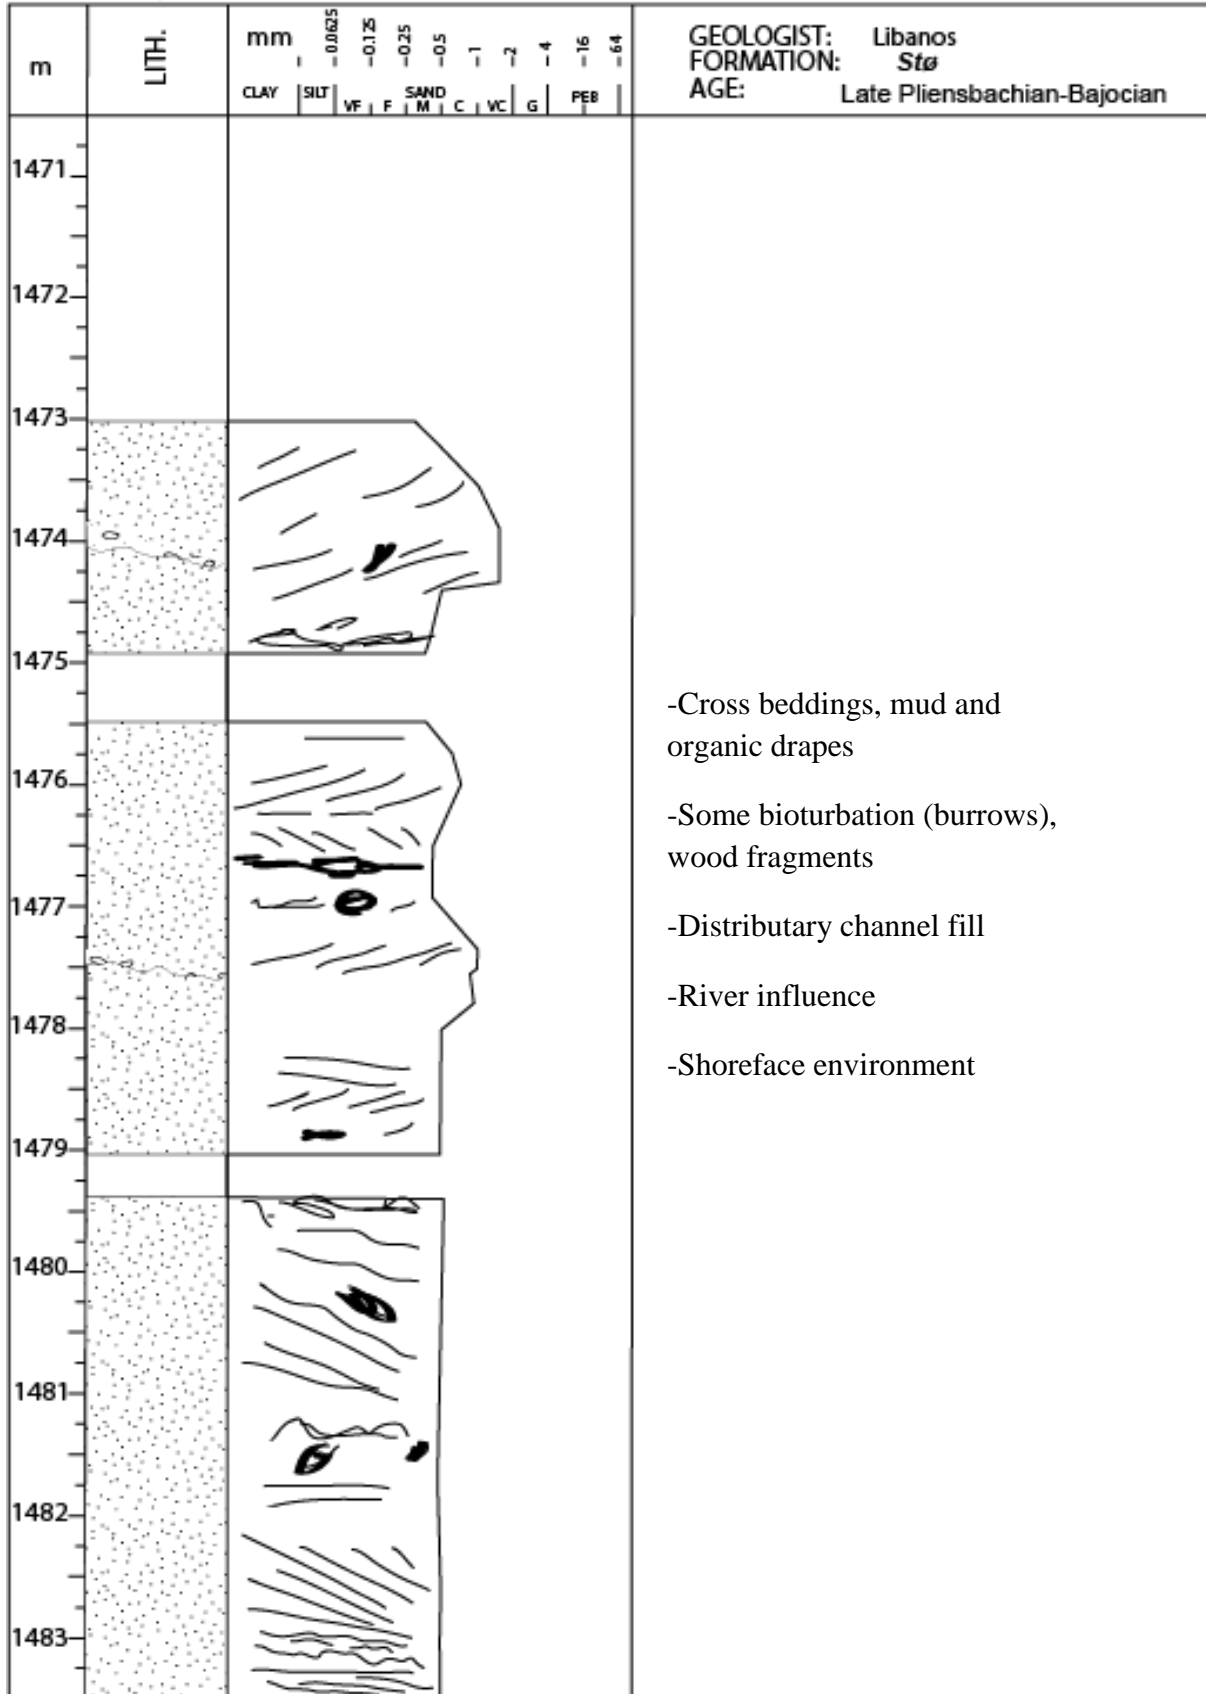 m
LITH.
mm
-
-0.0625
-0.125
-0.25
-0.5
-1
-2
-4
-16
-64
CLAY SILT SAND PEB
VF F M C VC G
GEOLOGIST: Libanos
FORMATION: Stø
AGE: Late Pliensbachian-Bajocian
1471
1472
1473
1474
1475
1476
1477
1478
1479
1480
1481
1482
1483
-Cross beddings, mud and
organic drapes
-Some bioturbation (burrows),
wood fragments
-Distributary channel fill
-River influence
-Shoreface environment